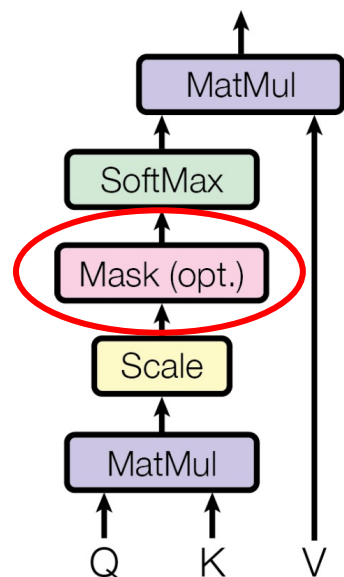 MatMul
SoftMax
Mask (opt.)
Scale
MatMul
Q K V